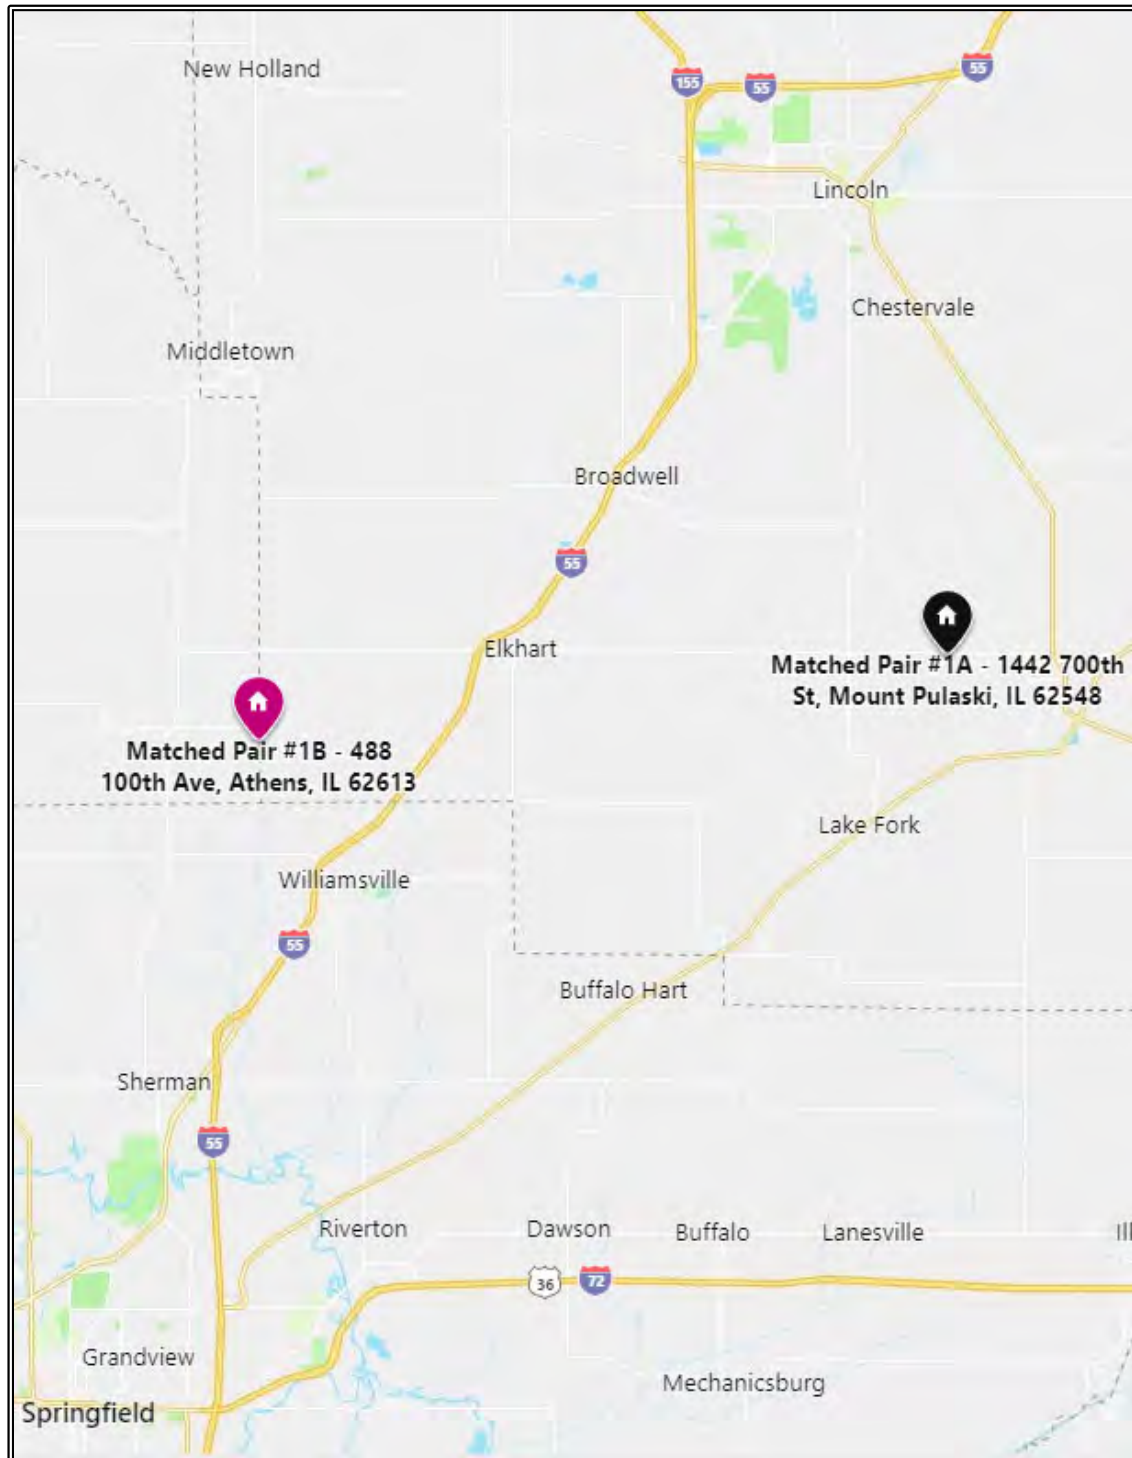 New Holland
155
55
55
Lincoln
Chestervale
Middletown
Broadwell
55
Elkhart
Matched Pair #1A - 1442 700th
St, Mount Pulaski, IL 62548
Matched Pair #1B - 488
100th Ave, Athens, IL 62613
Lake Fork
Williamsville
55
Buffalo Hart
Sherman
55
Riverton
Dawson
Buffalo
Lanesville
Ill
36
72
Grandview
Mechanicsburg
Springfield